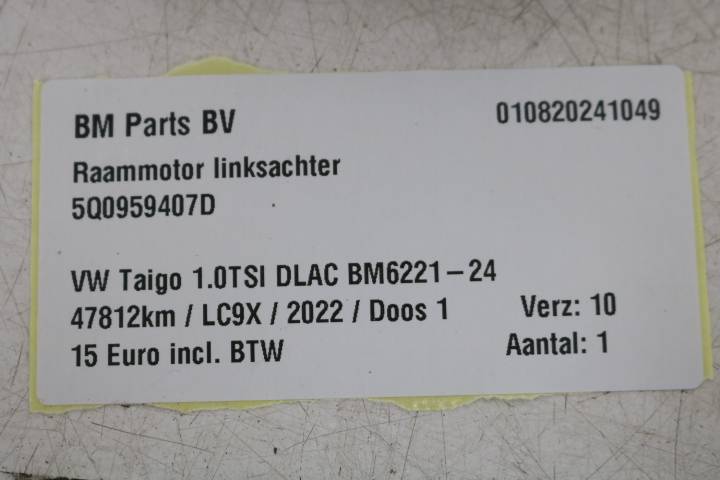 BM Parts BV 010820241049
Raammotor linksachter
5Q0959407D
VW Taigo 1.0TSI DLAC BM6221-24
47812km / LC9X / 2022 / Doos 1 Verz: 10
15 Euro incl. BTW Aantal: 1